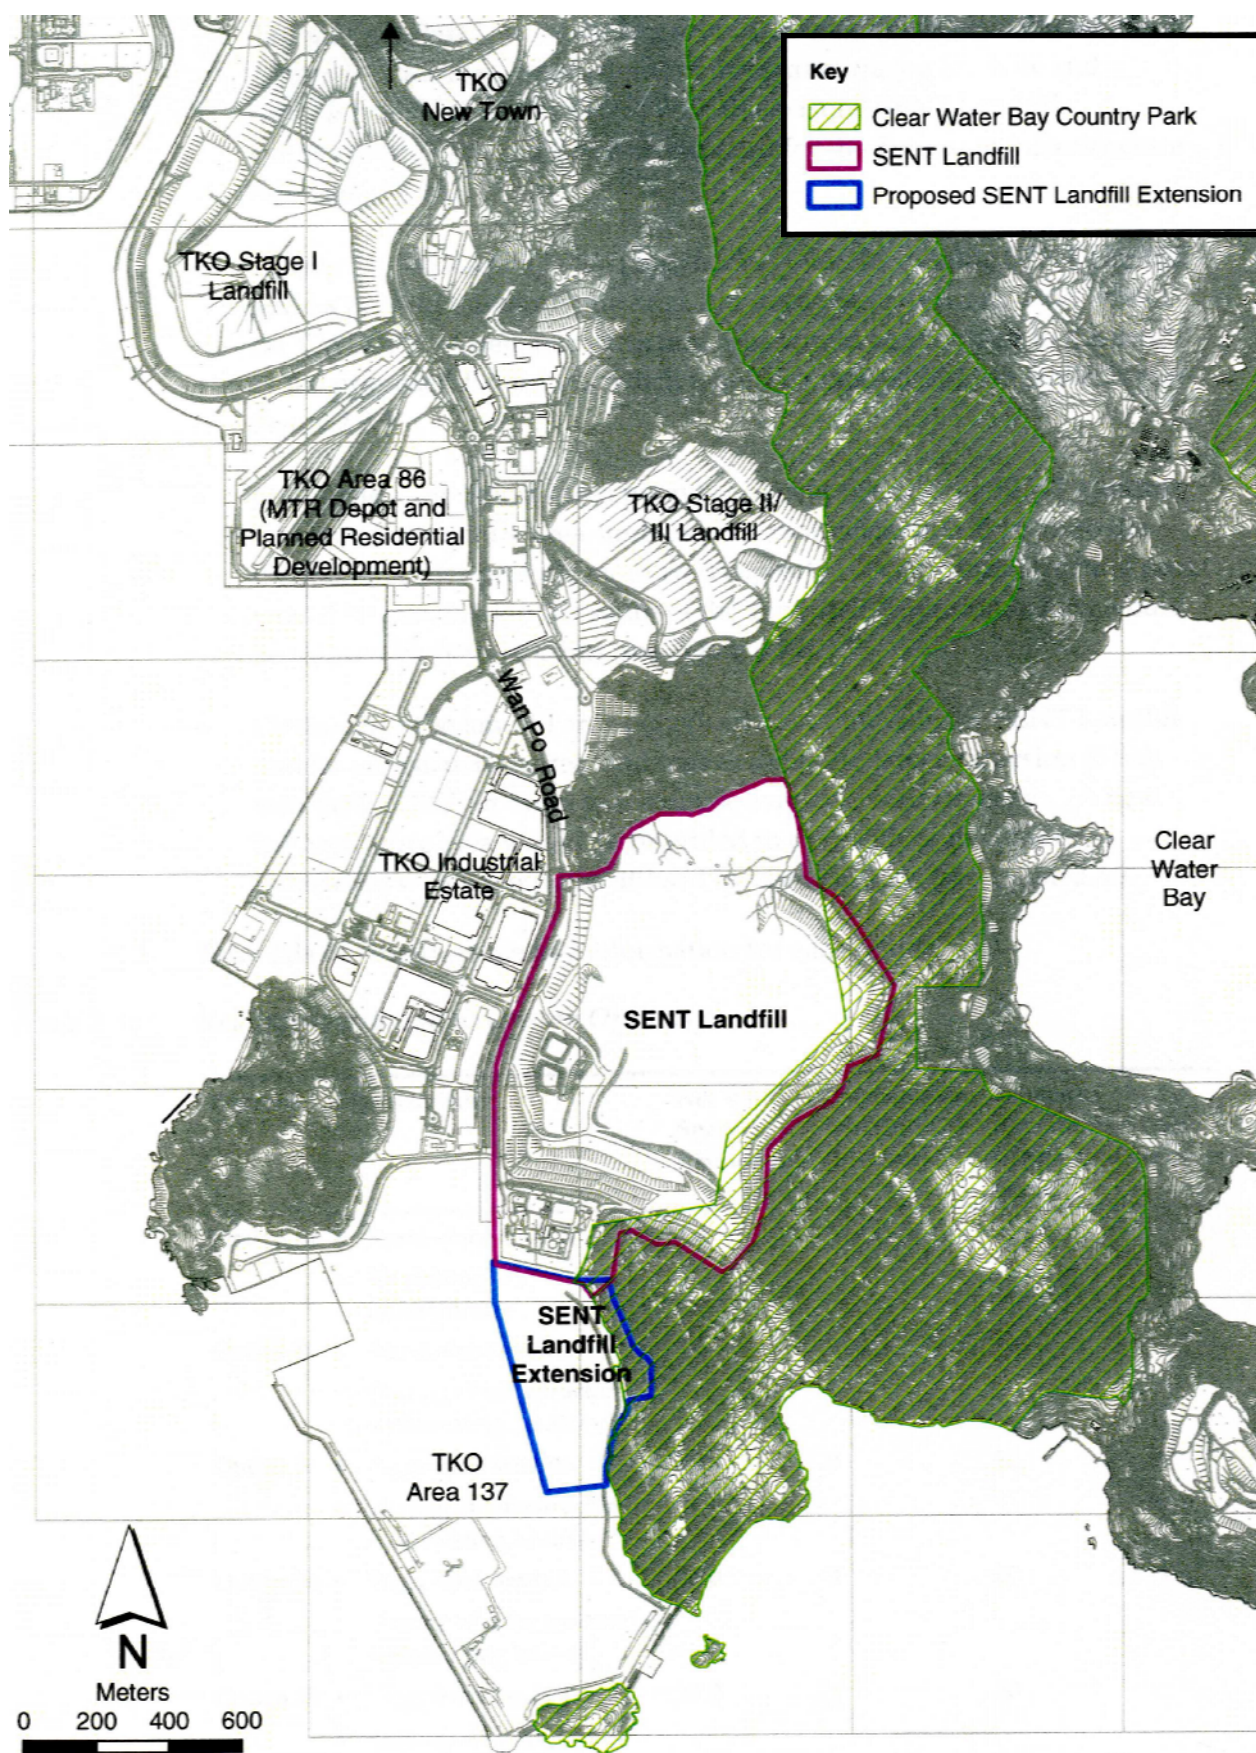 TKO
New Town
Key
Clear Water Bay Country Park
SENT Landfill
Proposed SENT Landfill Extension
TKO Stage I
Landfill
TKO Area 86
(MTR Depot and
Planned Residential
Development)
TKO Stage II/
III Landfill
Wan Po Road
TKO Industrial
Estate
Clear
Water
Bay
SENT Landfill
SENT
Landfill
Extension
TKO
Area 137
N
Meters
0 200 400 600